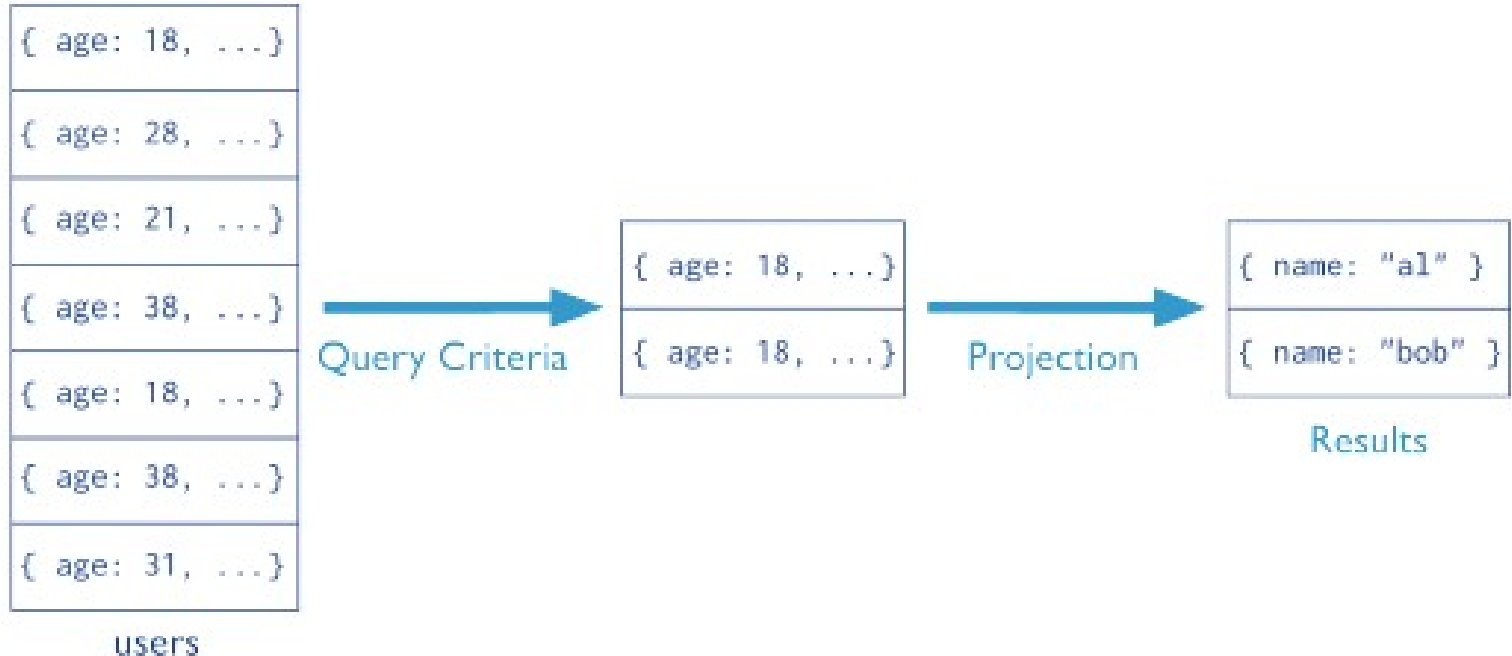 { age: 18, ...}
{ age: 28, ...}
{ age: 21, ...}
{ age: 38, ...}
{ age: 18, ...}
{ age: 38, ...}
{ age: 31, ...}
users
Query Criteria
{ age: 18, ...}
{ age: 18, ...}
Projection
{ name: "al" }
{ name: "bob" }
Results